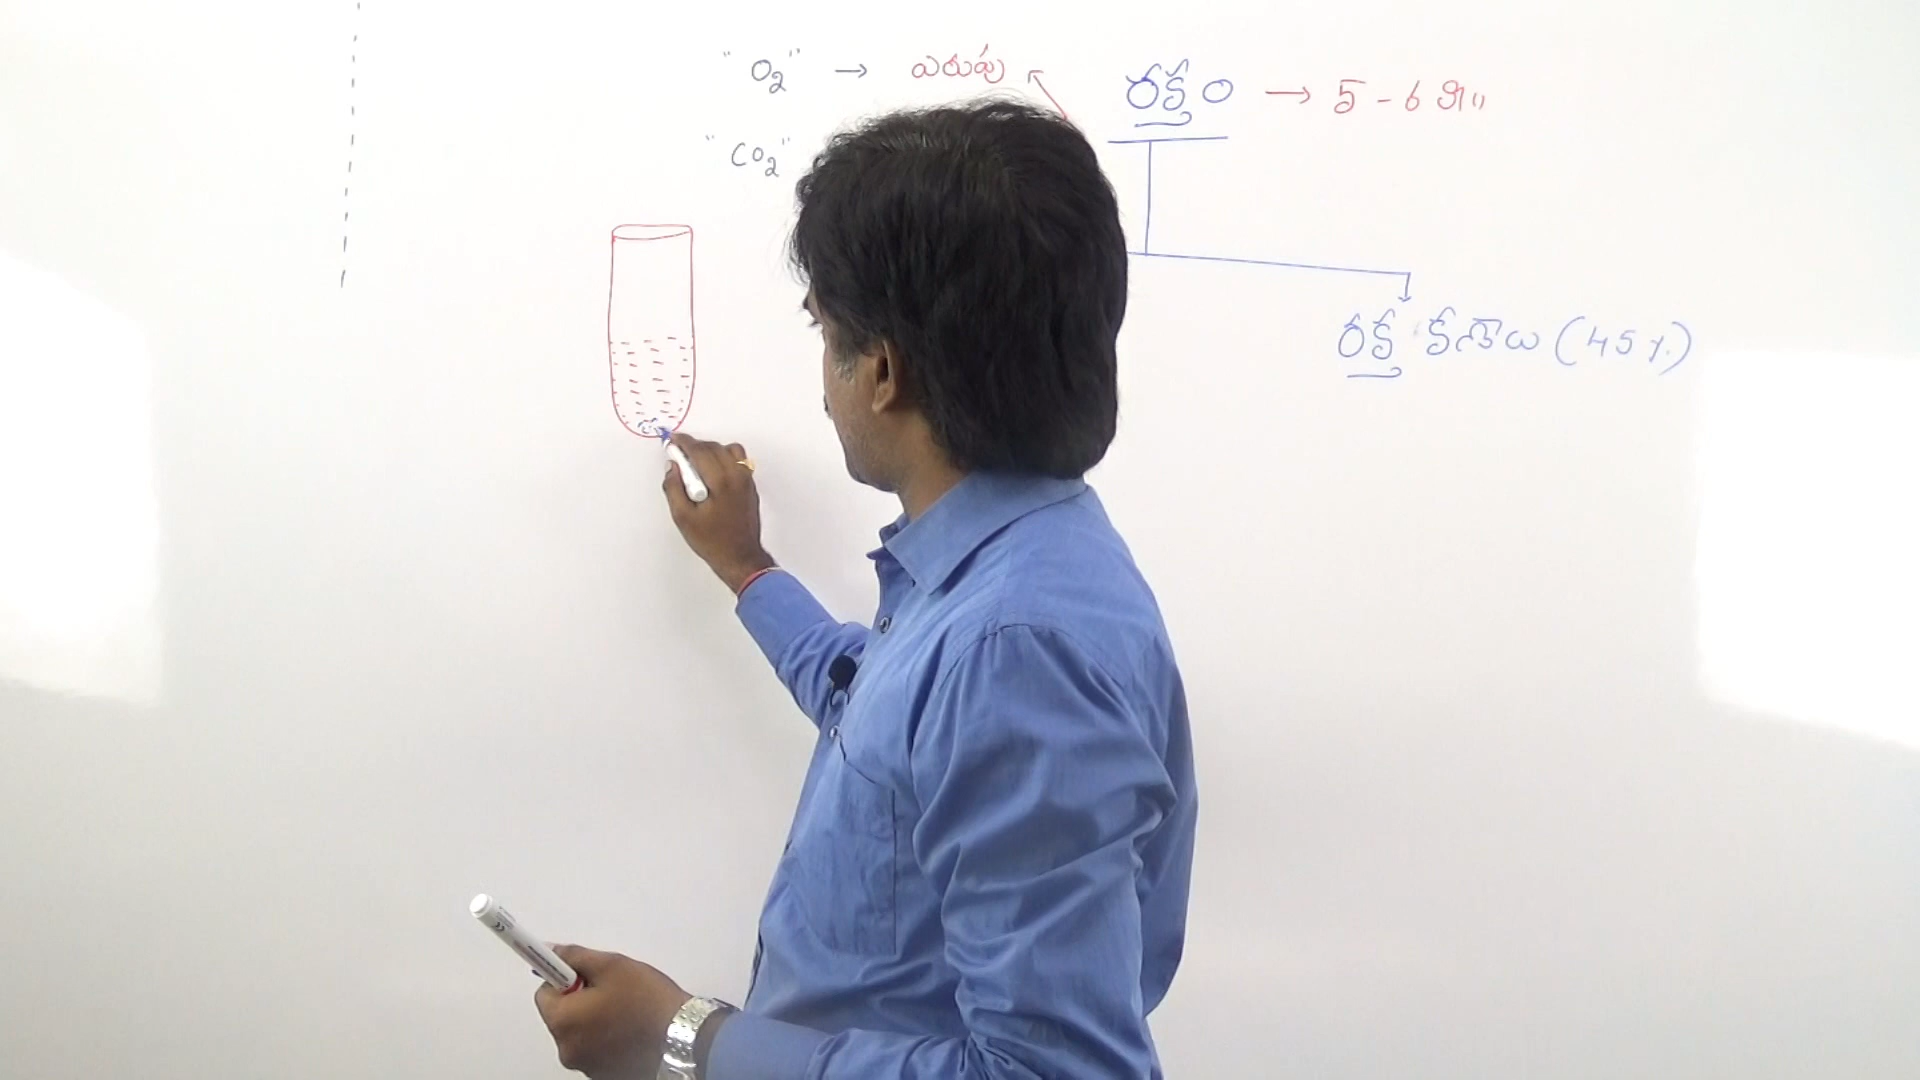 "O₂" → ఎరుపు
రక్తం → 5 - 6 లీ॥
"CO₂"
రక్త కణాలు (45%)